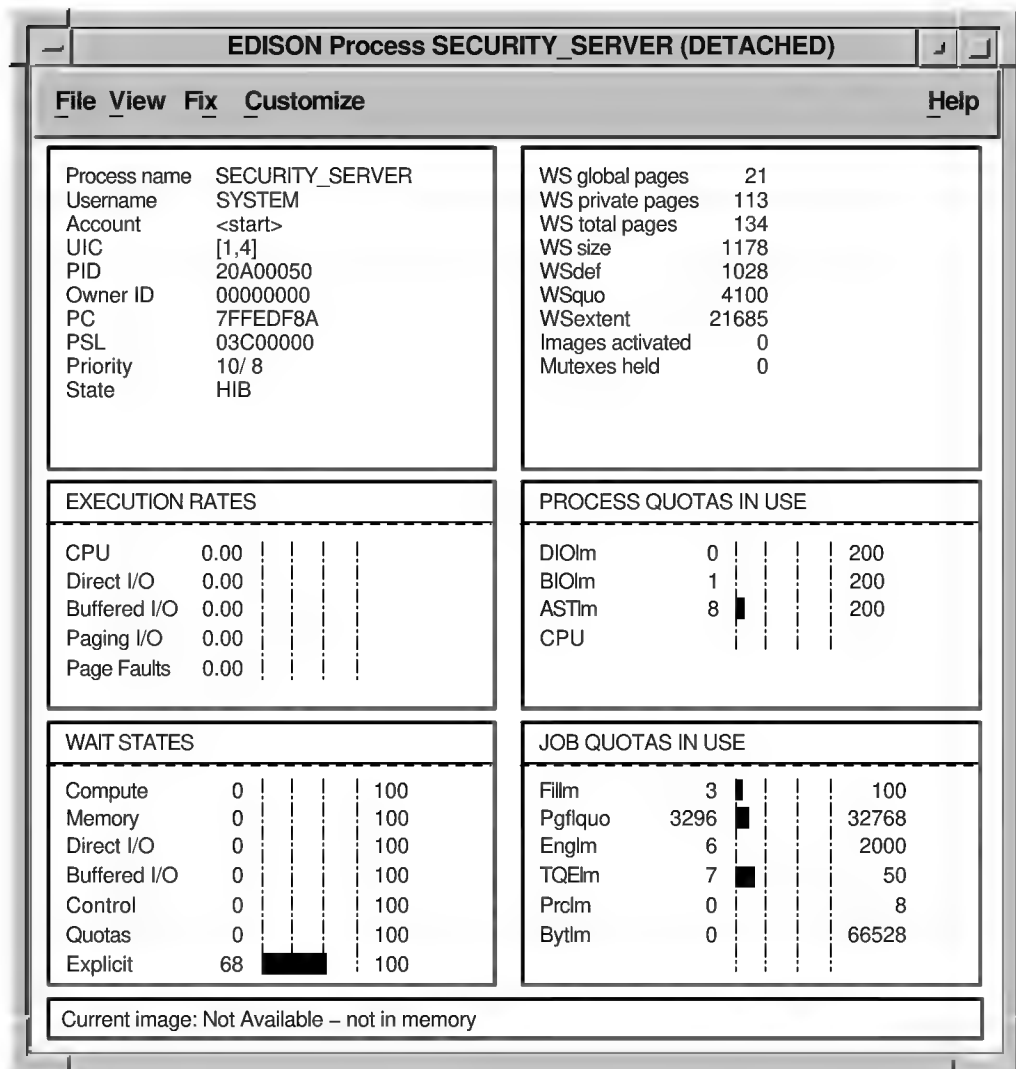 EDISON Process SECURITY_SERVER (DETACHED)
File View Fix Customize Help
Process name SECURITY_SERVER
Username SYSTEM
Account <start>
UIC [1,4]
PID 20A00050
Owner ID 00000000
PC 7FFEDF8A
PSL 03C00000
Priority 10/ 8
State HIB
WS global pages 21
WS private pages 113
WS total pages 134
WS size 1178
WSdef 1028
WSquo 4100
WSextent 21685
Images activated 0
Mutexes held 0
EXECUTION RATES
CPU 0.00
Direct I/O 0.00
Buffered I/O 0.00
Paging I/O 0.00
Page Faults 0.00
PROCESS QUOTAS IN USE
DIOlm 0 200
BIOlm 1 200
ASTlm 8 200
CPU
WAIT STATES
Compute 0 100
Memory 0 100
Direct I/O 0 100
Buffered I/O 0 100
Control 0 100
Quotas 0 100
Explicit 68 100
JOB QUOTAS IN USE
Fillm 3 100
Pgflquo 3296 32768
Englm 6 2000
TQElm 7 50
Prclm 0 8
Bytlm 0 66528
Current image: Not Available – not in memory